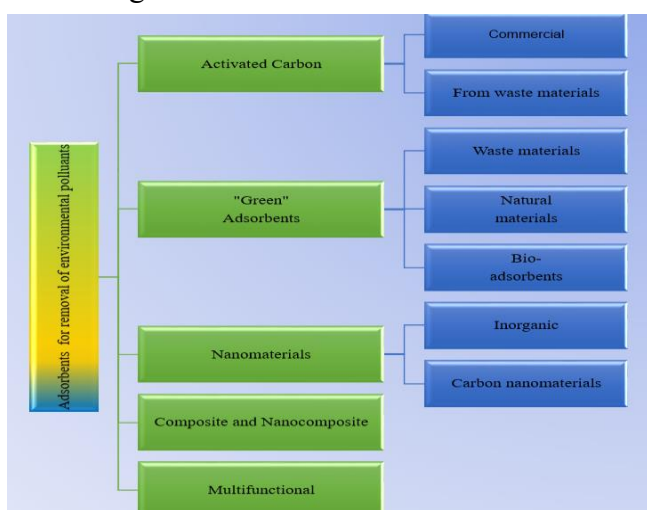 Adsorbents for removal of environmental polluants
Activated Carbon
Commercial
From waste materials
"Green"
Adsorbents
Waste materials
Natural
materials
Bio-
adsorbents
Nanomaterials
Inorganic
Carbon nanomaterials
Composite and Nanocomposite
Multifunctional